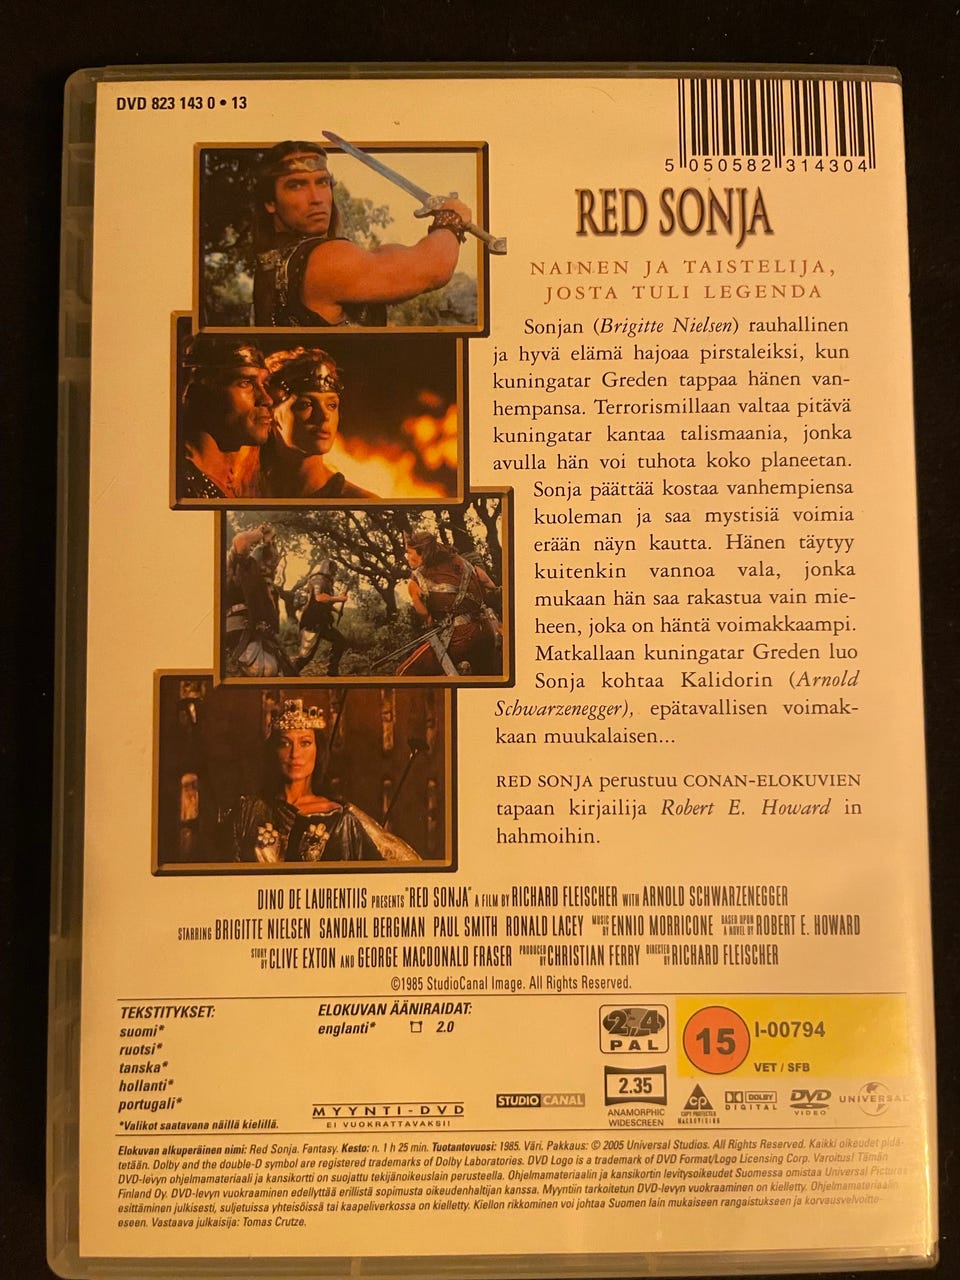 DVD 823 143 0 • 13
5 050582 314304
RED SONJA
NAINEN JA TAISTELIJA,
JOSTA TULI LEGENDA
Sonjan (Brigitte Nielsen) rauhallinen
ja hyvä elämä hajoaa pirstaleiksi, kun
kuningatar Greden tappaa hänen van-
hempansa. Terrorismillaan valtaa pitävä
kuningatar kantaa talismaania, jonka
avulla hän voi tuhota koko planeetan.
Sonja päättää kostaa vanhempiensa
kuoleman ja saa mystisiä voimia
erään näyn kautta. Hänen täytyy
kuitenkin vannoa vala, jonka
mukaan hän saa rakastua vain mie-
heen, joka on häntä voimakkaampi.
Matkallaan kuningatar Greden luo
Sonja kohtaa Kalidorin (Arnold
Schwarzenegger), epätavallisen voimak-
kaan muukalaisen...
RED SONJA perustuu CONAN-ELOKUVIEN
tapaan kirjailija Robert E. Howard in
hahmoihin.
DINO DE LAURENTIIS PRESENTS "RED SONJA" A FILM BY RICHARD FLEISCHER WITH ARNOLD SCHWARZENEGGER
STARRING BRIGITTE NIELSEN SANDAHL BERGMAN PAUL SMITH RONALD LACEY MUSIC BY ENNIO MORRICONE BASED UPON A NOVEL BY ROBERT E. HOWARD
STORY BY CLIVE EXTON AND GEORGE MACDONALD FRASER PRODUCER CHRISTIAN FERRY DIRECTED BY RICHARD FLEISCHER
©1985 StudioCanal Image. All Rights Reserved.
TEKSTITYKSET:
suomi*
ruotsi*
tanska*
hollanti*
portugali*
*Valikot saatavana näillä kielillä.
ELOKUVAN ÄÄNIRAIDAT:
englanti* 2.0
MYYNTI-DVD
EI VUOKRATTAVAKSI!
STUDIO CANAL
2,4
PAL
2.35
ANAMORPHIC
WIDESCREEN
15
I-00794
VET / SFB
CP
COPY PROTECTED
MACROVISION
DOLBY
DIGITAL
DVD
VIDEO
UNIVERSAL
Elokuvan alkuperäinen nimi: Red Sonja. Fantasy. Kesto: n. 1 h 25 min. Tuotantovuosi: 1985. Väri. Pakkaus: © 2005 Universal Studios. All Rights Reserved. Kaikki oikeudet pidä-
tetään. Dolby and the double-D symbol are registered trademarks of Dolby Laboratories. DVD Logo is a trademark of DVD Format/Logo Licensing Corp. Varoitus! Tämän
DVD-levyn ohjelmamateriaali ja kansikortti on suojattu tekijänoikeuslain perusteella. Ohjelmamateriaalin ja kansikortin levitysoikeudet Suomessa omistaa Universal Pictures
Finland Oy. DVD-levyn vuokraaminen edellyttää erillistä sopimusta oikeudenhaltijan kanssa. Myyntiin tarkoitetun DVD-levyn vuokraaminen on kielletty. Ohjelmamateriaalin
esittäminen julkisesti, suljetuissa yhteisöissä tai kaapeliverkossa on kielletty. Kiellon rikkominen voi johtaa Suomen lain mukaiseen rangaistukseen ja korvausvelvoitte-
eseen. Vastaava julkaisija: Tomas Crutze.